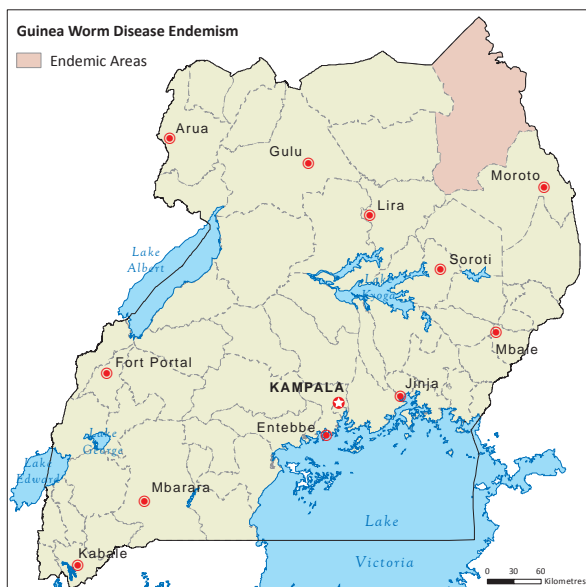 Guinea Worm Disease Endemism
Endemic Areas
Arua
Gulu
Moroto
Lira
Lake
Albert
Soroti
Lake
Kyoga
Mbale
Fort Portal
KAMPALA
Jinja
Entebbe
Lake
George
Lake
Edward
Mbarara
Lake
Victoria
Kabale
0 30 60
Kilometres